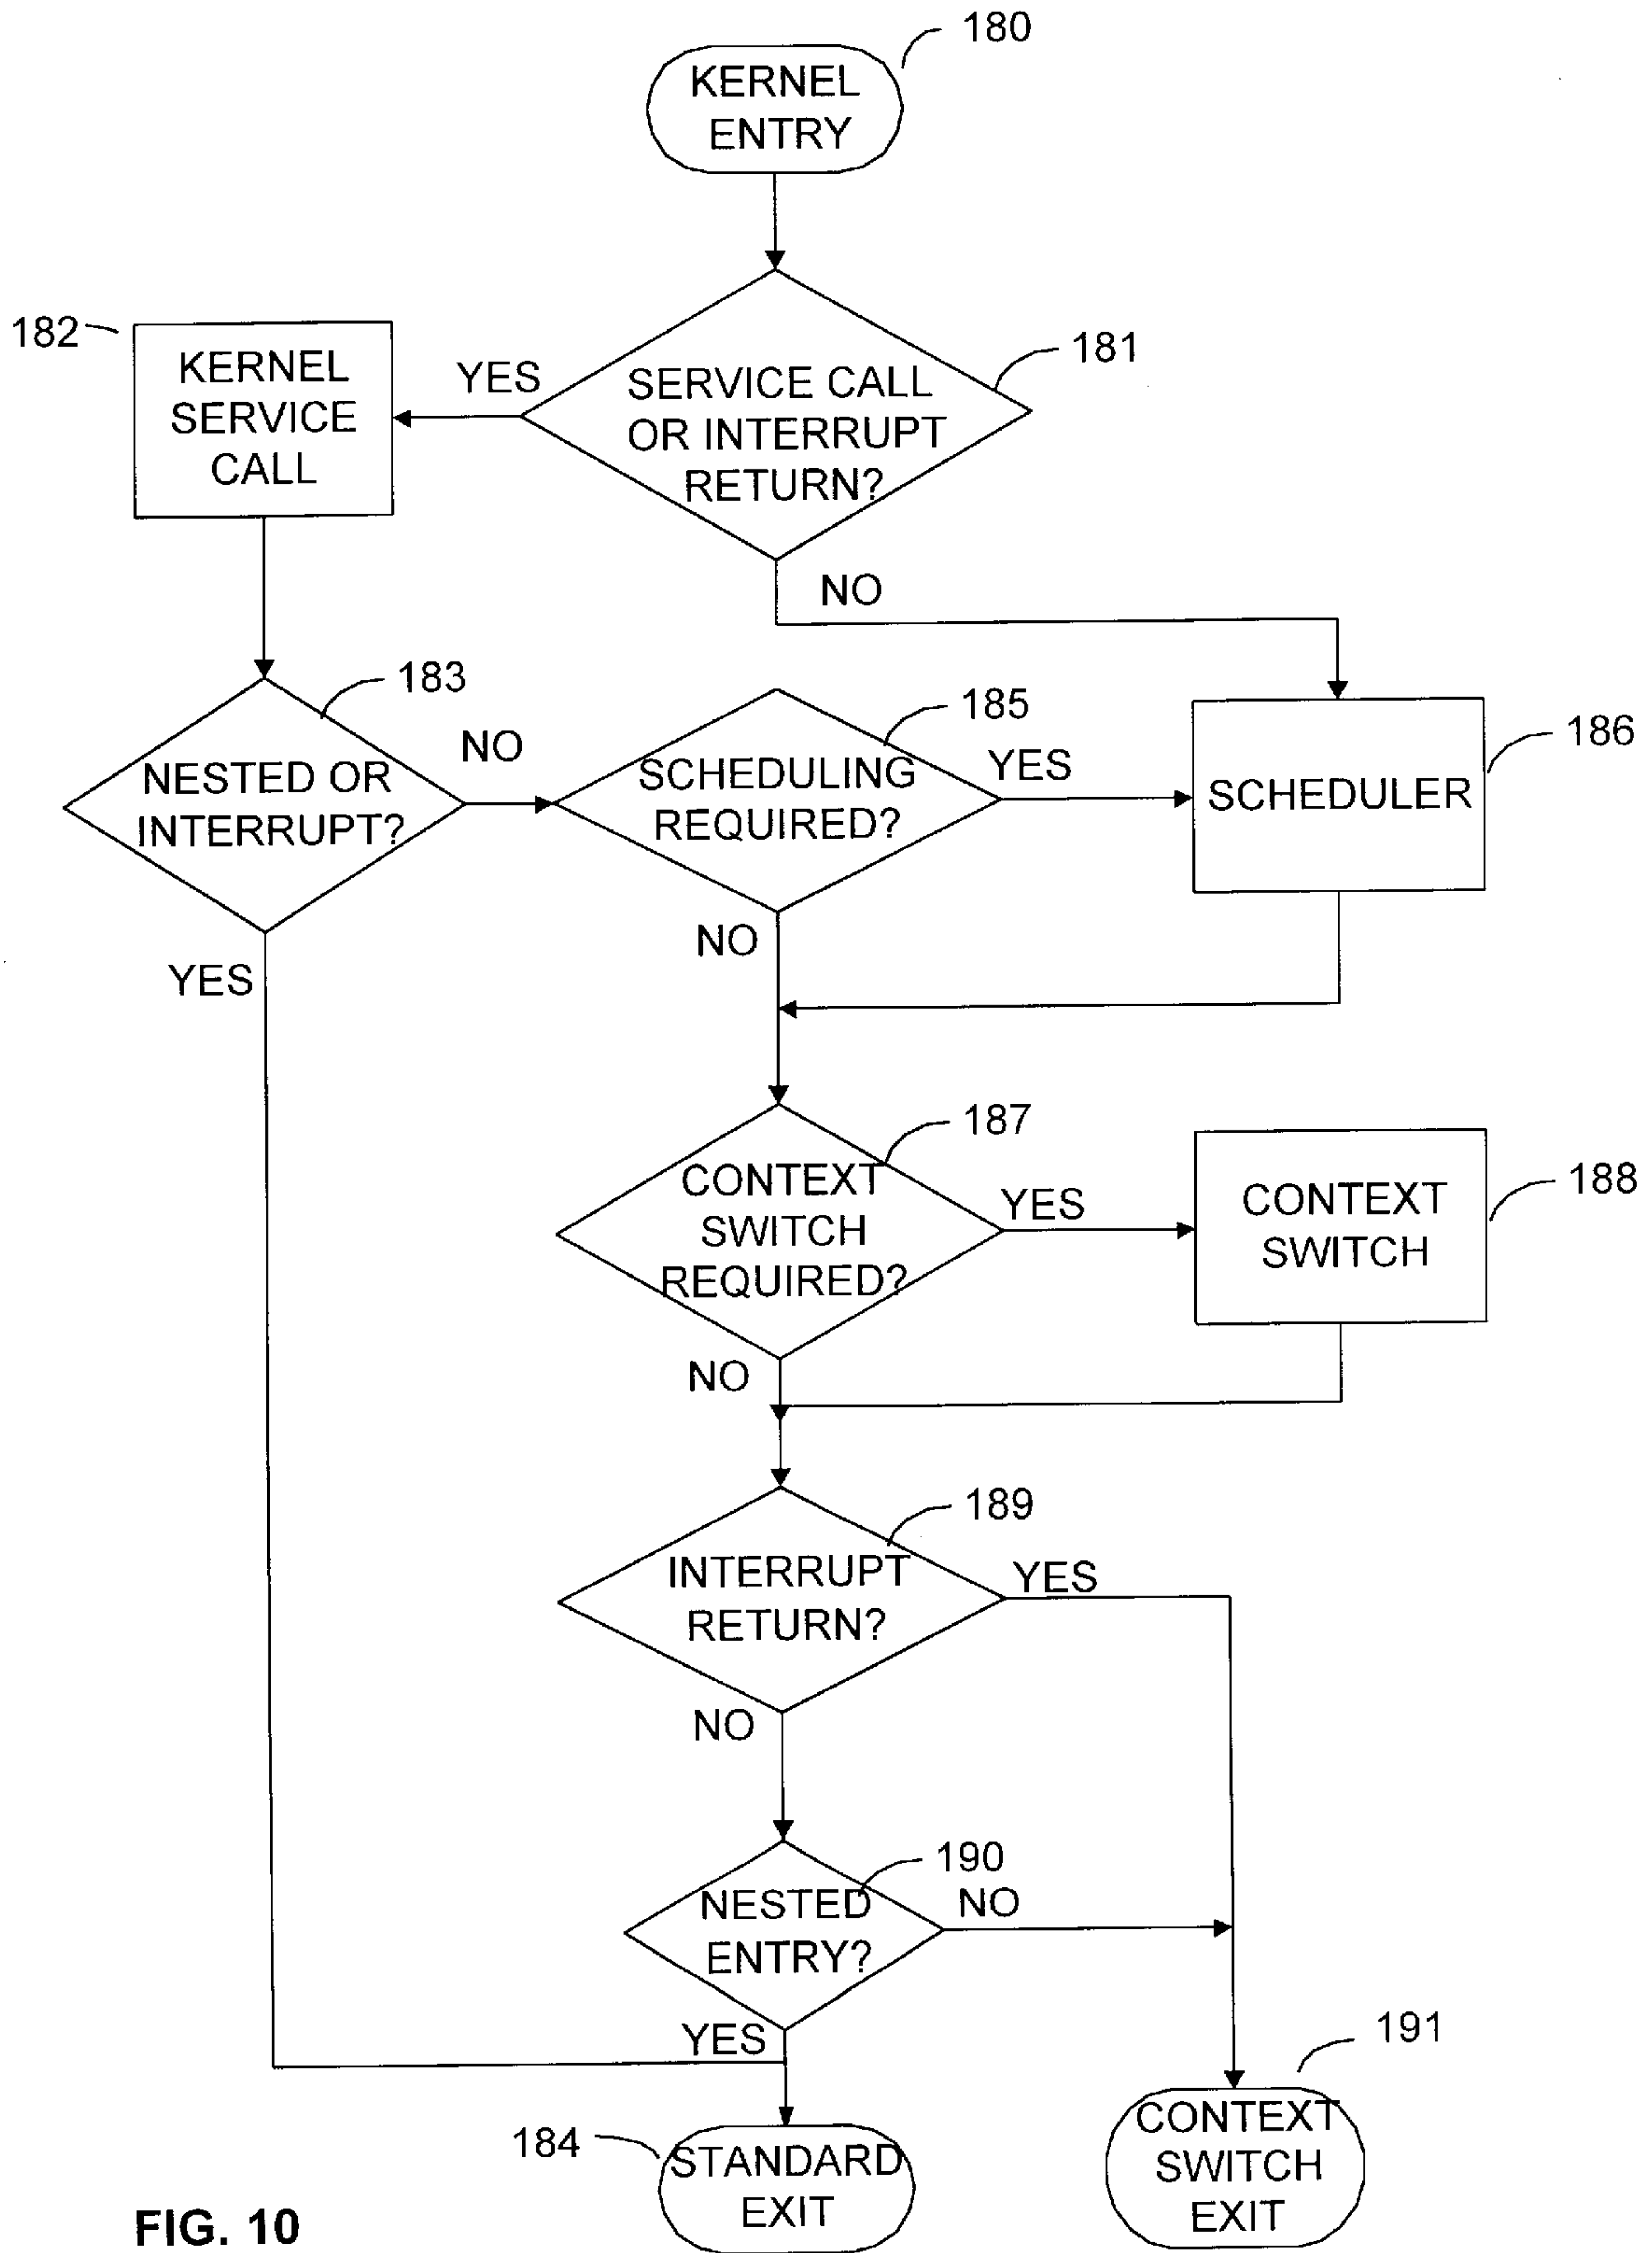 180
KERNEL
ENTRY
182
KERNEL
SERVICE
CALL
YES
181
SERVICE CALL
OR INTERRUPT
RETURN?
NO
183
NESTED OR
INTERRUPT?
NO
YES
185
SCHEDULING
REQUIRED?
YES
NO
186
SCHEDULER
187
CONTEXT
SWITCH
REQUIRED?
YES
NO
188
CONTEXT
SWITCH
189
INTERRUPT
RETURN?
YES
NO
190
NESTED
ENTRY?
NO
YES
191
CONTEXT
SWITCH
EXIT
184
STANDARD
EXIT
FIG. 10